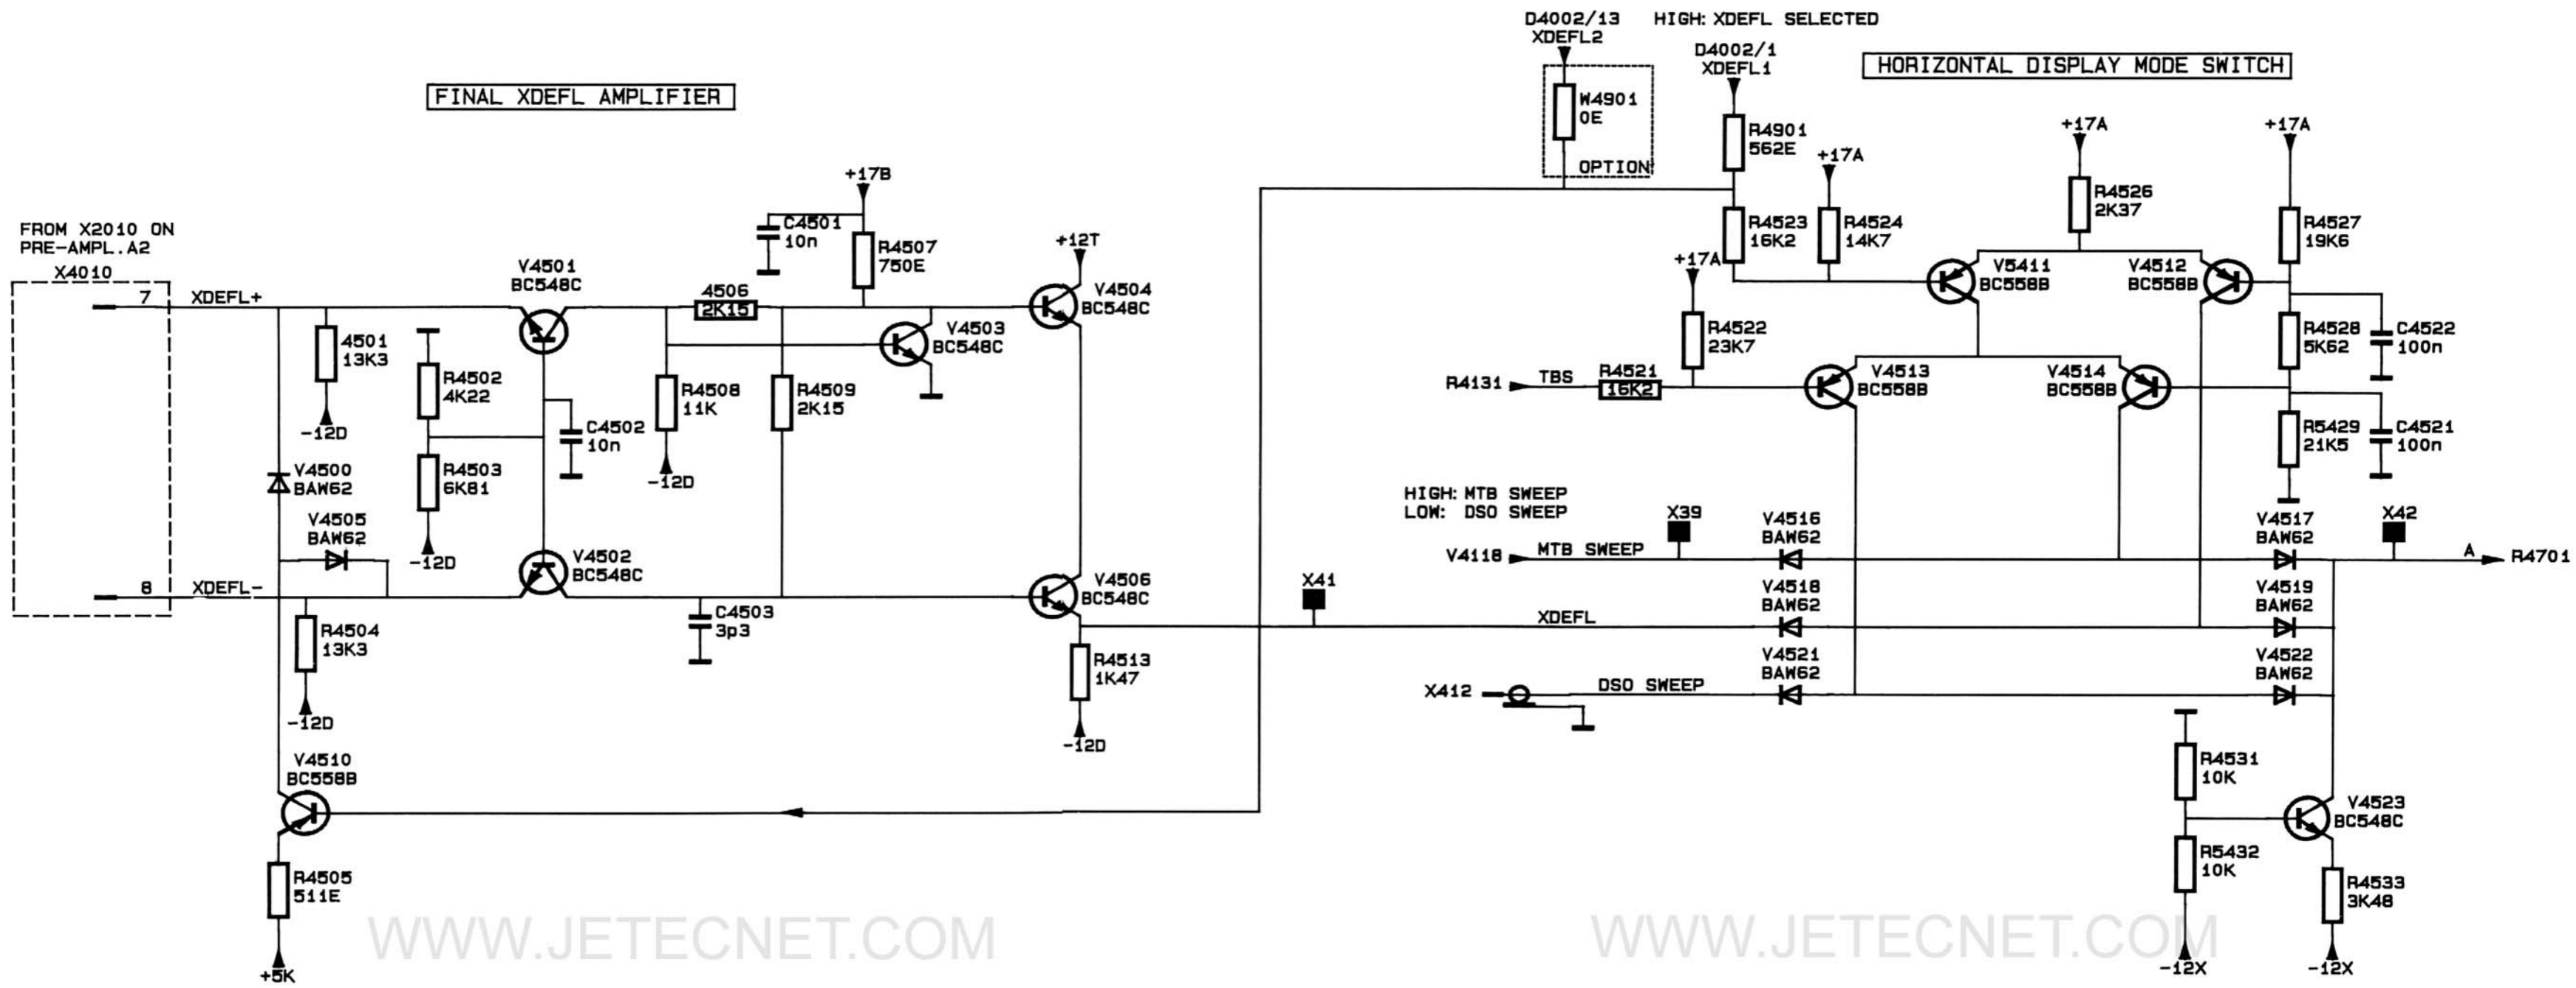 FINAL XDEFL AMPLIFIER
D4002/13
XDEFL2
HIGH: XDEFL SELECTED
D4002/1
XDEFL1
HORIZONTAL DISPLAY MODE SWITCH
W4901
0E
OPTION
R4901
562E
+17A
+17A
+17A
R4526
2K37
R4527
19K6
R4523
16K2
R4524
14K7
+17A
V5411
BC558B
V4512
BC558B
R4522
23K7
R4528
5K62
C4522
100n
R4131
TBS
R4521
16K2
V4513
BC558B
V4514
BC558B
R5429
21K5
C4521
100n
FROM X2010 ON
PRE-AMPL.A2
X4010
7
XDEFL+
8
XDEFL-
4501
13K3
-12D
V4501
BC548C
R4502
4K22
R4503
6K81
-12D
C4502
10n
V4500
BAW62
V4505
BAW62
V4502
BC548C
R4504
13K3
-12D
V4510
BC558B
R4505
511E
+5K
+17B
C4501
10n
R4507
750E
4506
2K15
V4503
BC548C
R4508
11K
-12D
R4509
2K15
C4503
3p3
+12T
V4504
BC548C
V4506
BC548C
R4513
1K47
-12D
X41
HIGH: MTB SWEEP
LOW: DSO SWEEP
X39
V4118
MTB SWEEP
V4516
BAW62
V4517
BAW62
X42
A
R4701
XDEFL
V4518
BAW62
V4519
BAW62
X412
DSO SWEEP
V4521
BAW62
V4522
BAW62
R4531
10K
R5432
10K
-12X
V4523
BC548C
R4533
3K48
-12X
WWW.JETECNET.COM
WWW.JETECNET.COM